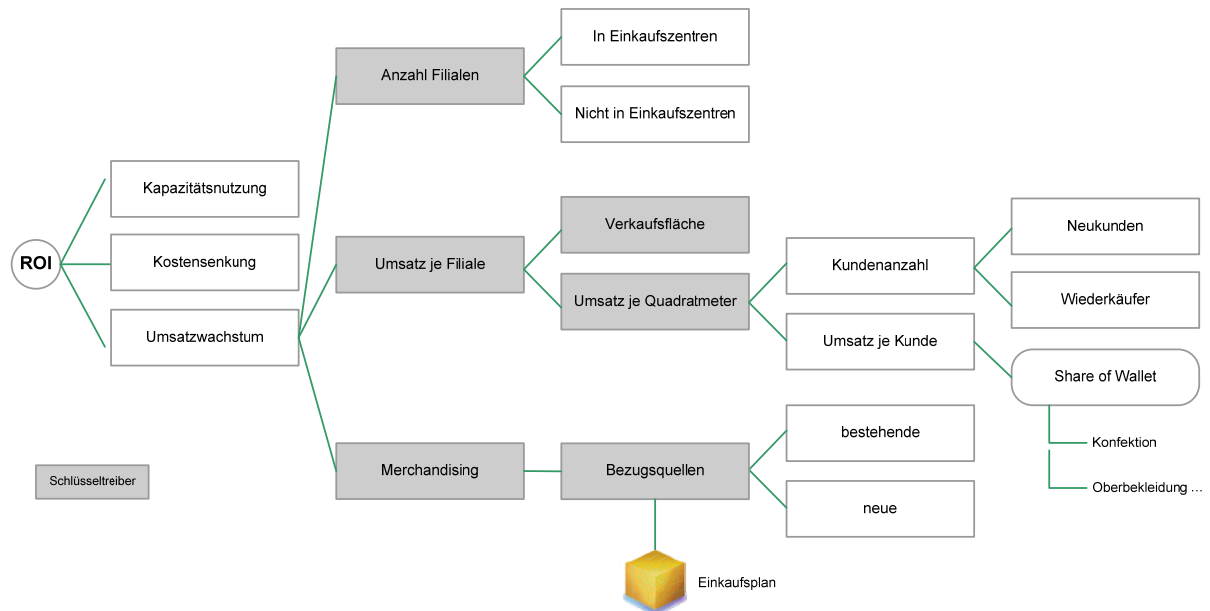 ROI
Kapazitätsnutzung
Kostensenkung
Umsatzwachstum
Anzahl Filialen
In Einkaufszentren
Nicht in Einkaufszentren
Umsatz je Filiale
Verkaufsfläche
Umsatz je Quadratmeter
Kundenanzahl
Neukunden
Wiederkäufer
Umsatz je Kunde
Share of Wallet
Konfektion
Oberbekleidung ...
Merchandising
Bezugsquellen
bestehende
neue
Einkaufsplan
Schlüsseltreiber